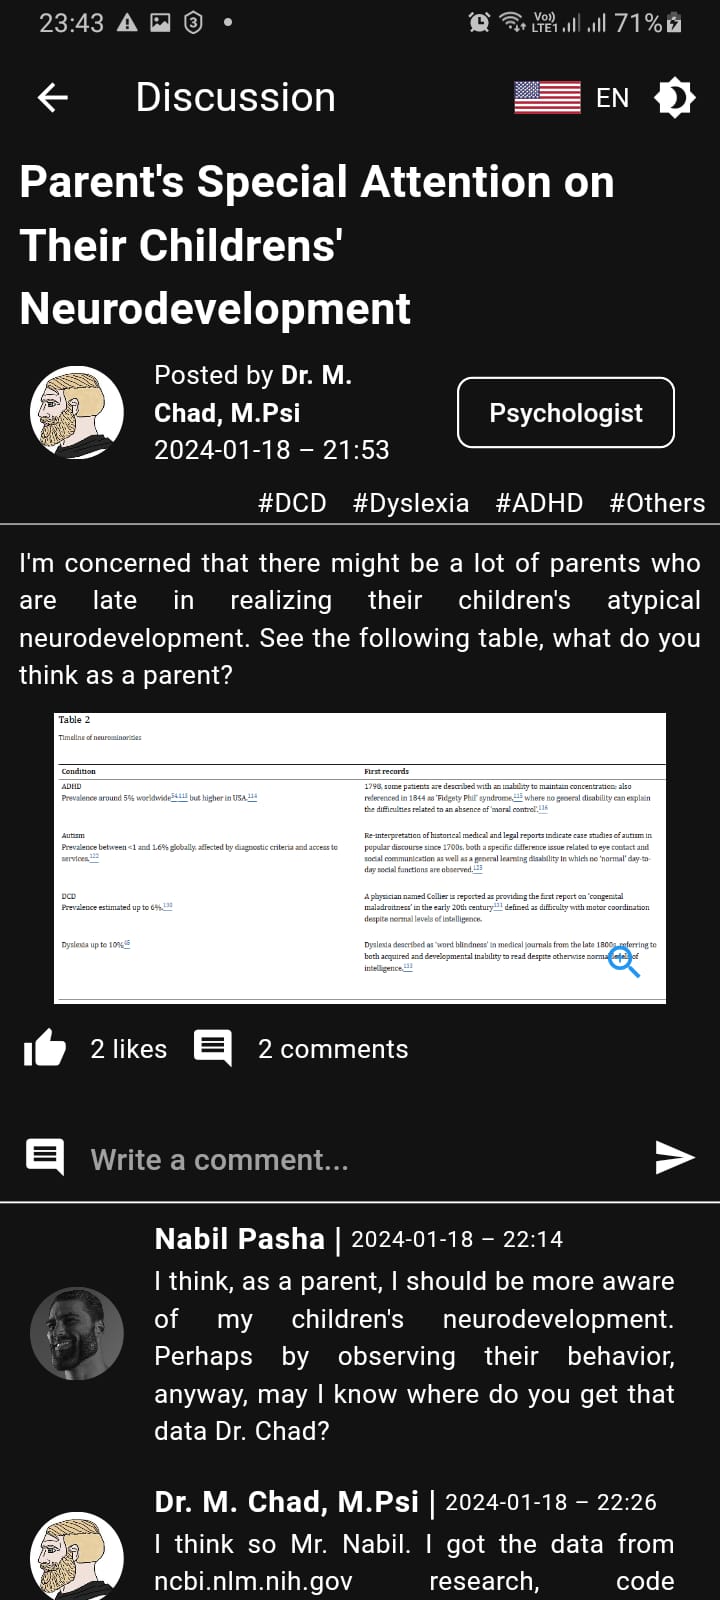 23:43
3
Vo))
LTE1
71%
Discussion
EN
Parent's Special Attention on
Their Childrens'
Neurodevelopment
Posted by Dr. M.
Chad, M.Psi
2024-01-18 – 21:53
Psychologist
#DCD #Dyslexia #ADHD #Others
I'm concerned that there might be a lot of parents who
are late in realizing their children's atypical
neurodevelopment. See the following table, what do you
think as a parent?
Table 2
Timeline of neurominorities
Condition First records
ADHD
Prevalence around 5% worldwide but higher in USA.114
1798, some patients are described with an inability to maintain concentration; also
referenced in 1844 as 'Fidgety Phil' syndrome,115 where no general disability can explain
the difficulties related to an absence of 'moral control'.116
Autism
Prevalence between <1 and 1.6% globally, affected by diagnostic criteria and access to
services.122
Re-interpretation of historical medical and legal reports indicate case studies of autism in
popular discourse since 1700s, both a specific difference issue related to eye contact and
social communication as well as a general learning disability in which no 'normal' day-to-
day social functions are observed.123
DCD
Prevalence estimated up to 6%.130
A physician named Collier is reported as providing the first report on 'congenital
maladroitness' in the early 20th century131 defined as difficulty with motor coordination
despite normal levels of intelligence.
Dyslexia up to 10%
Dyslexia described as 'word blindness' in medical journals from the late 1800s, referring to
both acquired and developmental inability to read despite otherwise normal levels of
intelligence.
2 likes 2 comments
Write a comment...
Nabil Pasha | 2024-01-18 – 22:14
I think, as a parent, I should be more aware
of my children's neurodevelopment.
Perhaps by observing their behavior,
anyway, may I know where do you get that
data Dr. Chad?
Dr. M. Chad, M.Psi | 2024-01-18 – 22:26
I think so Mr. Nabil. I got the data from
ncbi.nlm.nih.gov research, code